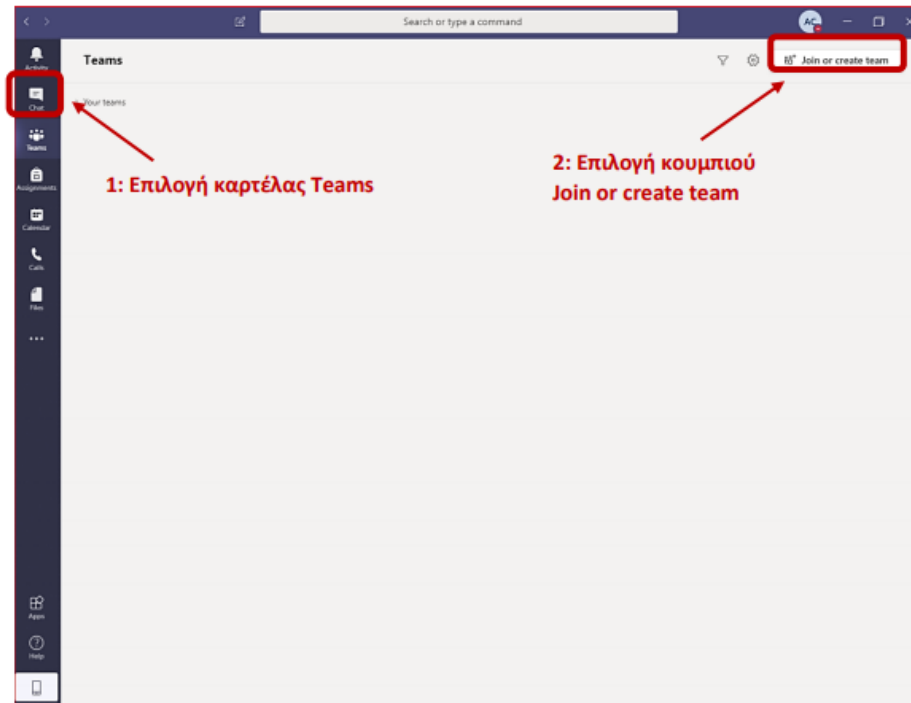 Search or type a command
AC
Activity
Teams
Join or create team
Chat
Your teams
Teams
1: Επιλογή καρτέλας Teams
2: Επιλογή κουμπιού
Join or create team
Assignments
Calendar
Calls
Files
Apps
Help